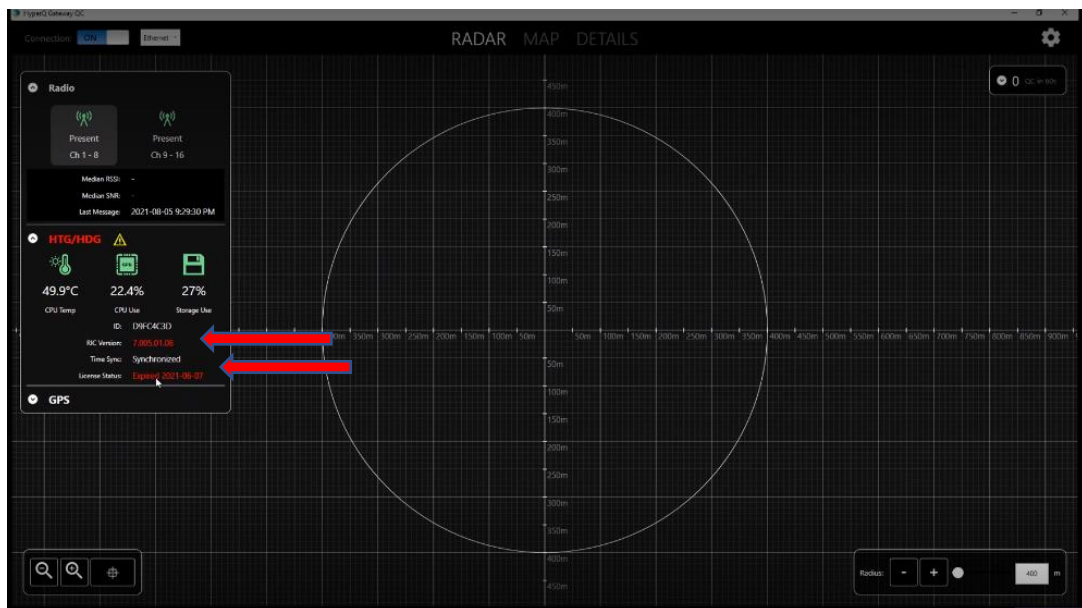 HyperQ Gateway QC
Connection ON Ethernet
RADAR MAP DETAILS
0 QC in 90s
Radio
Present Present
Ch 1 - 8 Ch 9 - 16
Median RSSI: -
Median SNR: -
Last Message: 2021-08-05 9:29:30 PM
HTG/HDG
49.9°C 22.4% 27%
CPU Temp CPU Use Storage Use
ID: D9FC4C3D
RIC Version: 7.005.01.08
Time Sync: Synchronized
License Status: Expired 2021-06-07
GPS
450m
400m
350m
300m
250m
200m
150m
100m
50m
350m 300m 250m 200m 150m 100m 50m 50m 100m 150m 200m 250m 300m 350m 400m 450m 500m 550m 600m 650m 700m 750m 800m 850m 900m
50m
100m
150m
200m
250m
300m
350m
400m
450m
Radius: - + 400 m